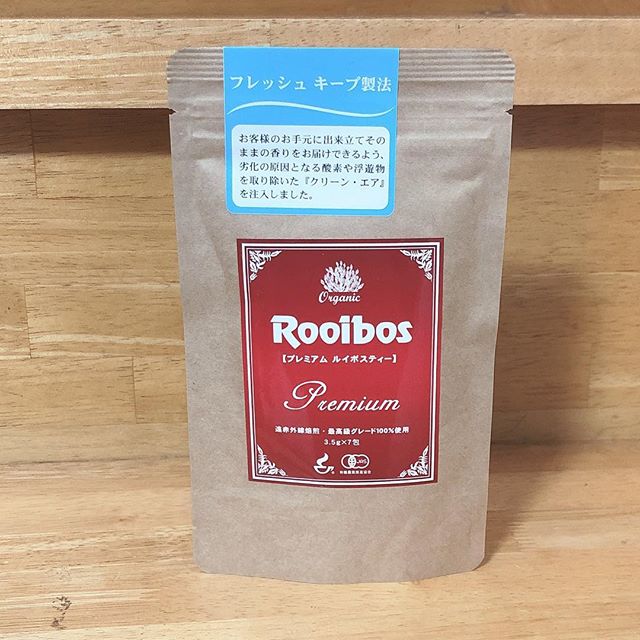 フレッシュ キープ製法
お客様のお手元に出来立てその
ままの香りをお届けできるよう、
劣化の原因となる酸素や浮遊物
を取り除いた『クリーン・エア』
を注入しました。
Organic
Rooibos
【プレミアム ルイボスティー】
Premium
遠赤外線焙煎・最高級グレード100%使用
3.5g×7包
JAS